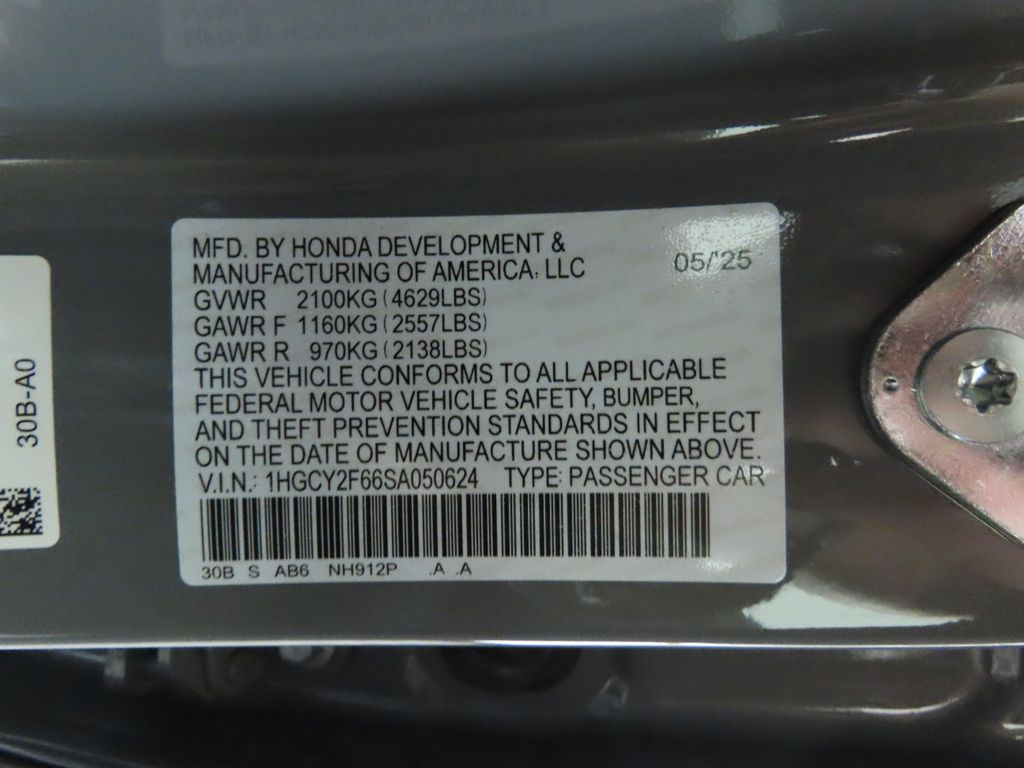 MFD. BY HONDA DEVELOPMENT &
MANUFACTURING OF AMERICA, LLC
05/'25
GVWR 2100KG (4629LBS)
GAWR F 1160KG (2557LBS)
GAWR R 970KG (2138LBS)
THIS VEHICLE CONFORMS TO ALL APPLICABLE
FEDERAL MOTOR VEHICLE SAFETY, BUMPER,
AND THEFT PREVENTION STANDARDS IN EFFECT
ON THE DATE OF MANUFACTURE SHOWN ABOVE.
V.I.N.: 1HGCY2F66SA050624 TYPE: PASSENGER CAR
30B S AB6 NH912P .A .A
30B-A0